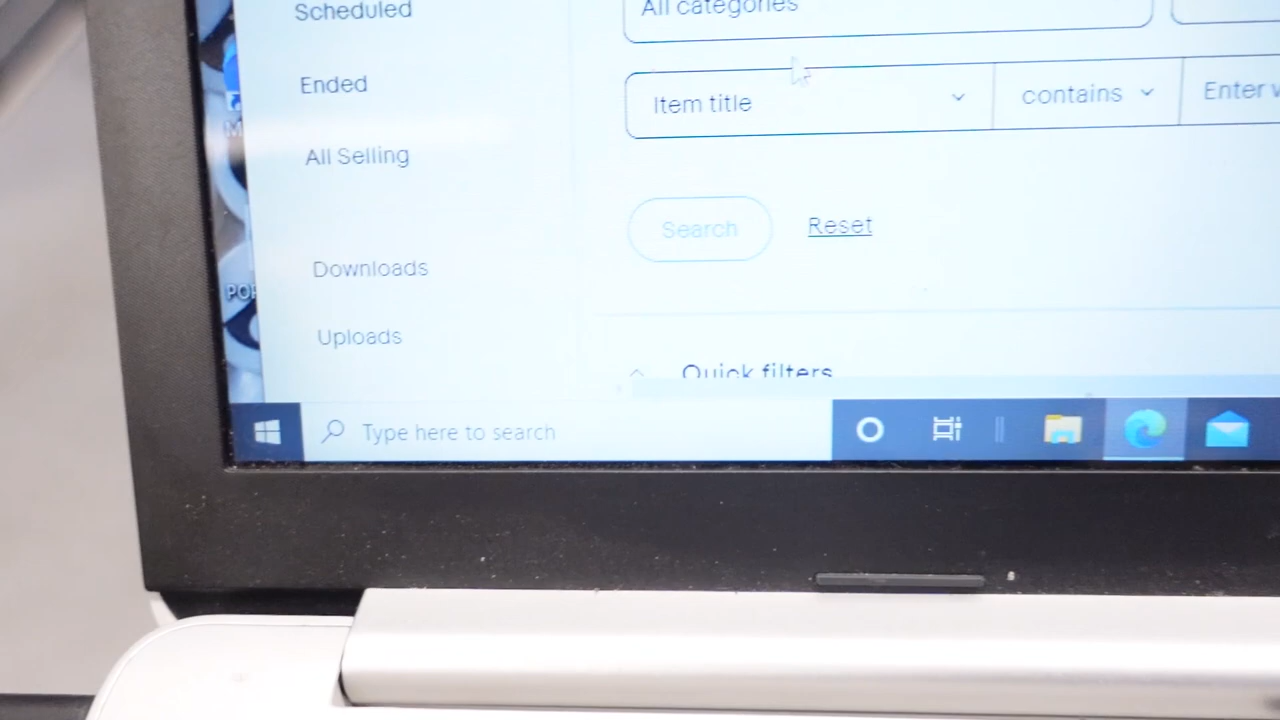 Scheduled
Ended
All Selling
Downloads
Uploads
All categories
Item title
contains
Enter
Search
Reset
Quick filters
Type here to search